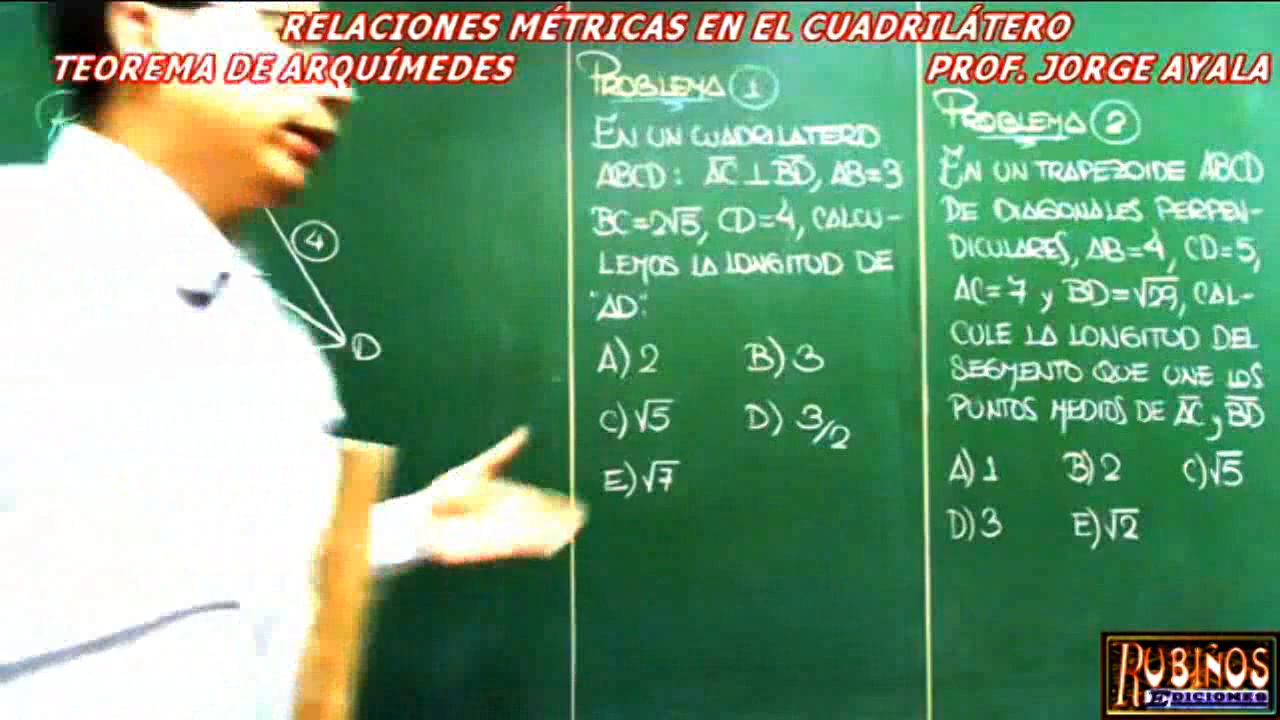 RELACIONES MÉTRICAS EN EL CUADRILÁTERO
TEOREMA DE ARQUÍMEDES
PROF. JORGE AYALA
4
D
PROBLEMA 1
EN UN CUADRILATERO
ABCD: AC ⊥ BD, AB=3
BC=2√5, CD=4, CALCU-
LEMOS LA LONGITUD DE
"AD".
A) 2 B) 3
C) √5 D) 3/2
E) √7
PROBLEMA 2
EN UN TRAPEZOIDE ABCD
DE DIAGONALES PERPEN-
DICULARES, AB=4, CD=5,
AC=7 y BD=√29, CAL-
CULE LA LONGITUD DEL
SEGMENTO QUE UNE LOS
PUNTOS MEDIOS DE AC y BD
A) 1 B) 2 C) √5
D) 3 E) √2
RUBIÑOS
EDICIONES